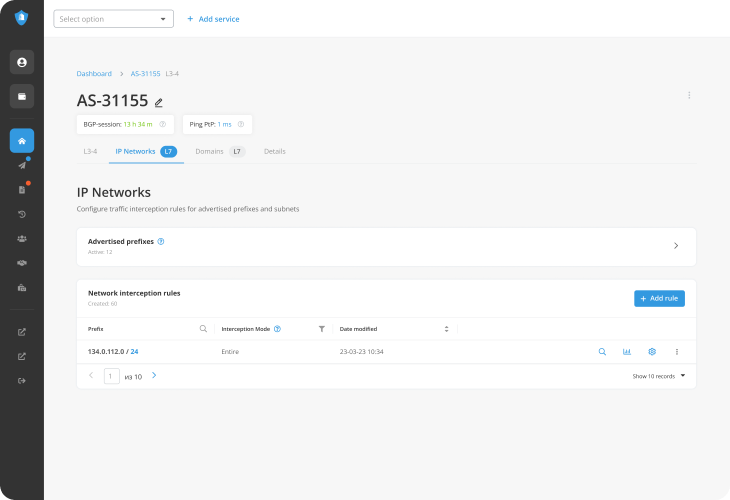 Select option
+ Add service
Dashboard > AS-31155 L3-4
AS-31155
BGP-session: 13 h 34 m
Ping PtP: 1 ms
L3-4
IP Networks L7
Domains L7
Details
IP Networks
Configure traffic interception rules for advertised prefixes and subnets
Advertised prefixes
Active: 12
Network interception rules
Created: 60
+ Add rule
Prefix
Interception Mode
Date modified
134.0.112.0 / 24
Entire
23-03-23 10:34
1 из 10
Show 10 records